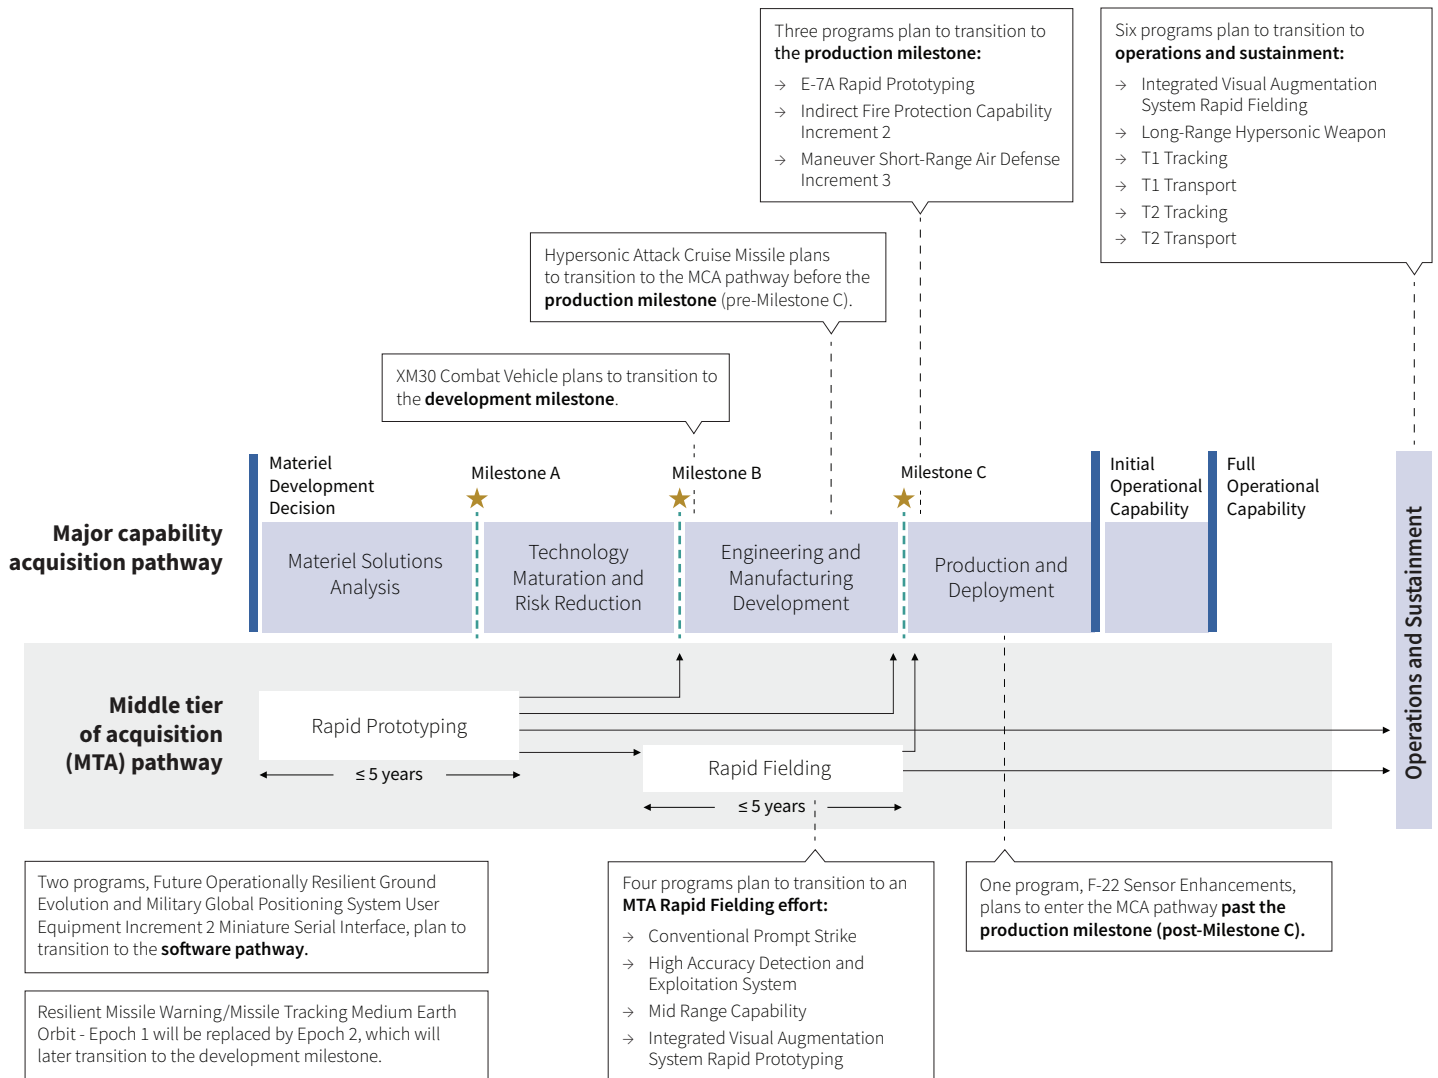 Three programs plan to transition to
the production milestone:
→ E-7A Rapid Prototyping
→ Indirect Fire Protection Capability
Increment 2
→ Maneuver Short-Range Air Defense
Increment 3
Six programs plan to transition to
operations and sustainment:
→ Integrated Visual Augmentation
System Rapid Fielding
→ Long-Range Hypersonic Weapon
→ T1 Tracking
→ T1 Transport
→ T2 Tracking
→ T2 Transport
Hypersonic Attack Cruise Missile plans
to transition to the MCA pathway before the
production milestone (pre-Milestone C).
XM30 Combat Vehicle plans to transition to
the development milestone.
Major capability
acquisition pathway
Materiel
Development
Decision
Milestone A
Milestone B
Milestone C
Initial
Operational
Capability
Full
Operational
Capability
Materiel Solutions
Analysis
Technology
Maturation and
Risk Reduction
Engineering and
Manufacturing
Development
Production and
Deployment
Operations and Sustainment
Middle tier
of acquisition
(MTA) pathway
Rapid Prototyping
≤ 5 years
Rapid Fielding
≤ 5 years
Two programs, Future Operationally Resilient Ground
Evolution and Military Global Positioning System User
Equipment Increment 2 Miniature Serial Interface, plan to
transition to the software pathway.
Resilient Missile Warning/Missile Tracking Medium Earth
Orbit - Epoch 1 will be replaced by Epoch 2, which will
later transition to the development milestone.
Four programs plan to transition to an
MTA Rapid Fielding effort:
→ Conventional Prompt Strike
→ High Accuracy Detection and
Exploitation System
→ Mid Range Capability
→ Integrated Visual Augmentation
System Rapid Prototyping
One program, F-22 Sensor Enhancements,
plans to enter the MCA pathway past the
production milestone (post-Milestone C).